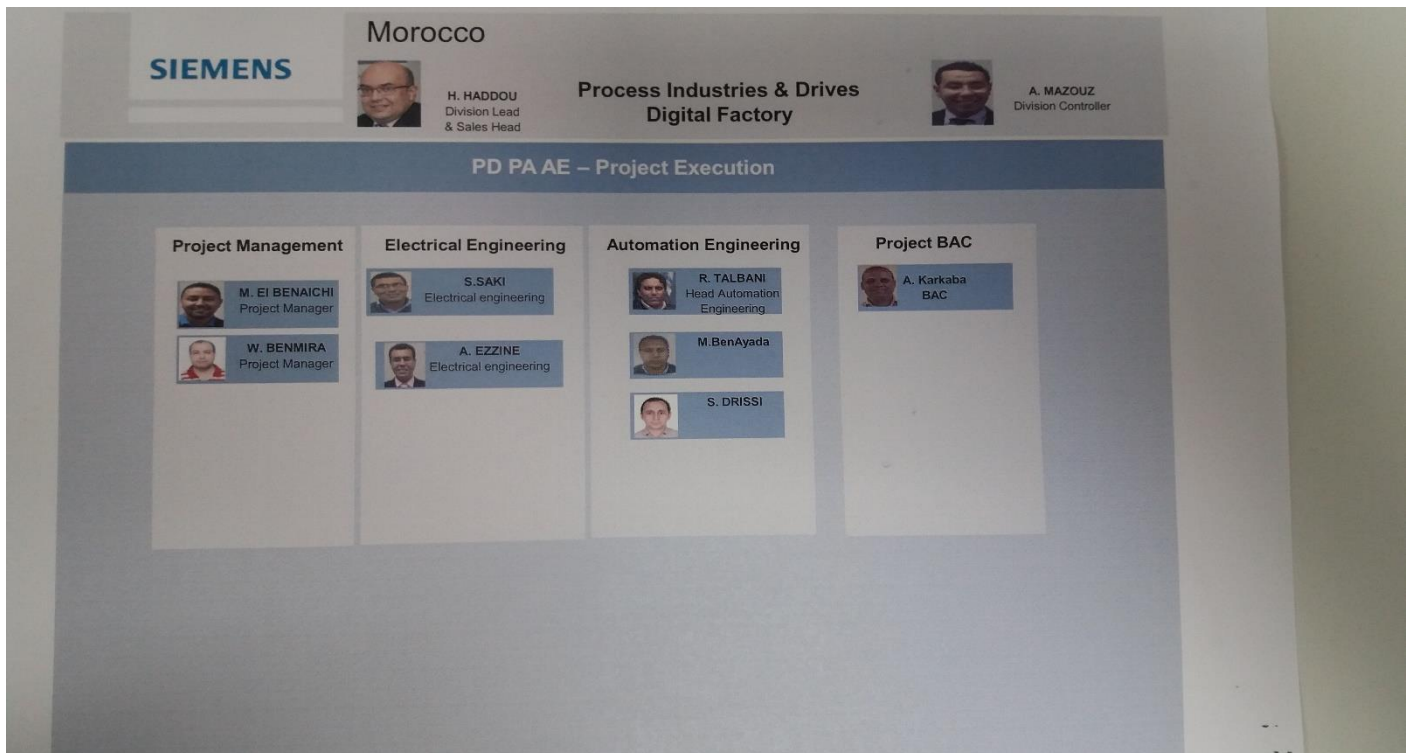 Morocco
SIEMENS
H. HADDOU
Division Lead
& Sales Head
Process Industries & Drives
Digital Factory
A. MAZOUZ
Division Controller
PD PA AE – Project Execution
Project Management
M. El BENAICHI
Project Manager
W. BENMIRA
Project Manager
Electrical Engineering
S.SAKI
Electrical engineering
A. EZZINE
Electrical engineering
Automation Engineering
R. TALBANI
Head Automation
Engineering
M.BenAyada
S. DRISSI
Project BAC
A. Karkaba
BAC